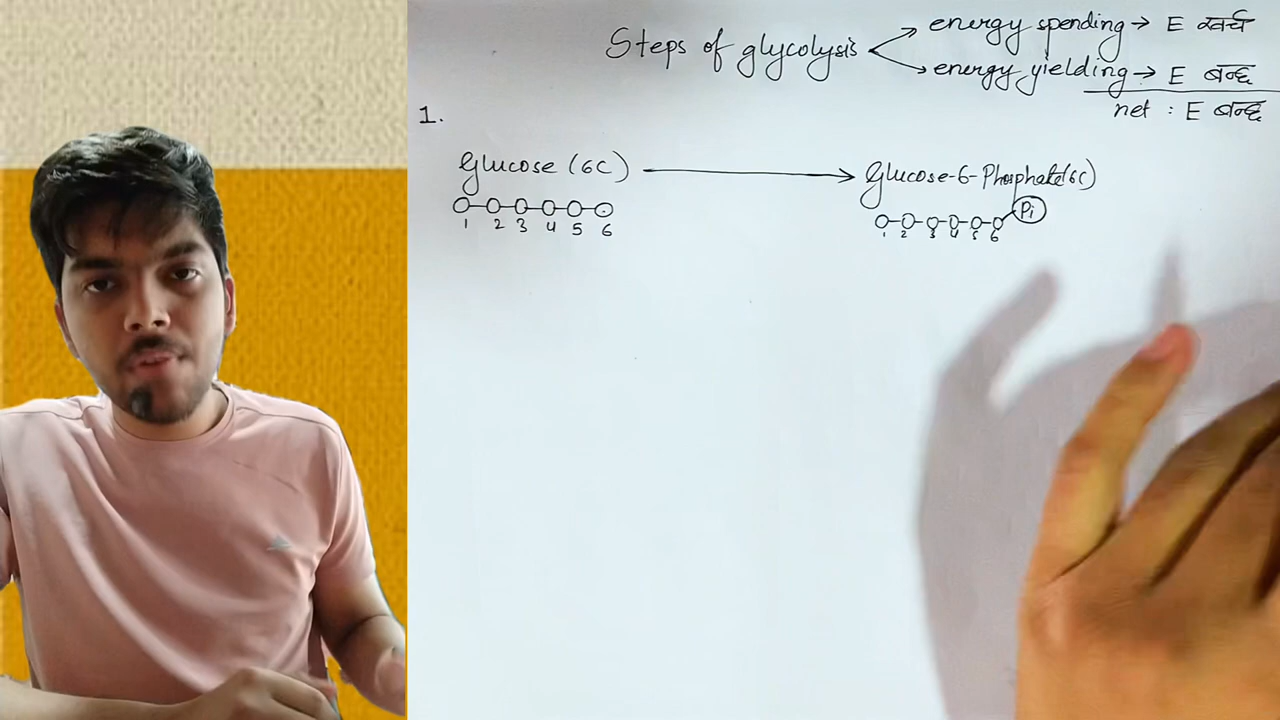 Steps of glycolysis
energy spending → E खर्च
energy yielding → E बन्छ
net : E बन्छ
1.
Glucose (6C) → Glucose-6-Phosphate(6C)
1 2 3 4 5 6
1 2 3 4 5 6 Pi